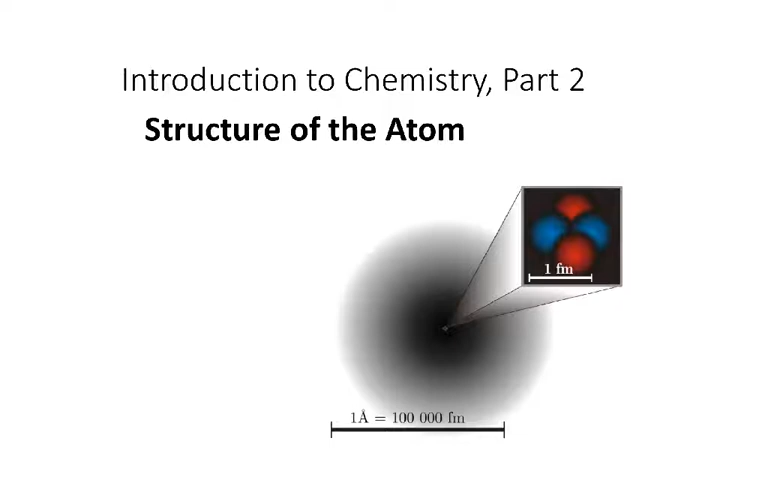 Introduction to Chemistry, Part 2
Structure of the Atom
1 fm
1Å = 100 000 fm